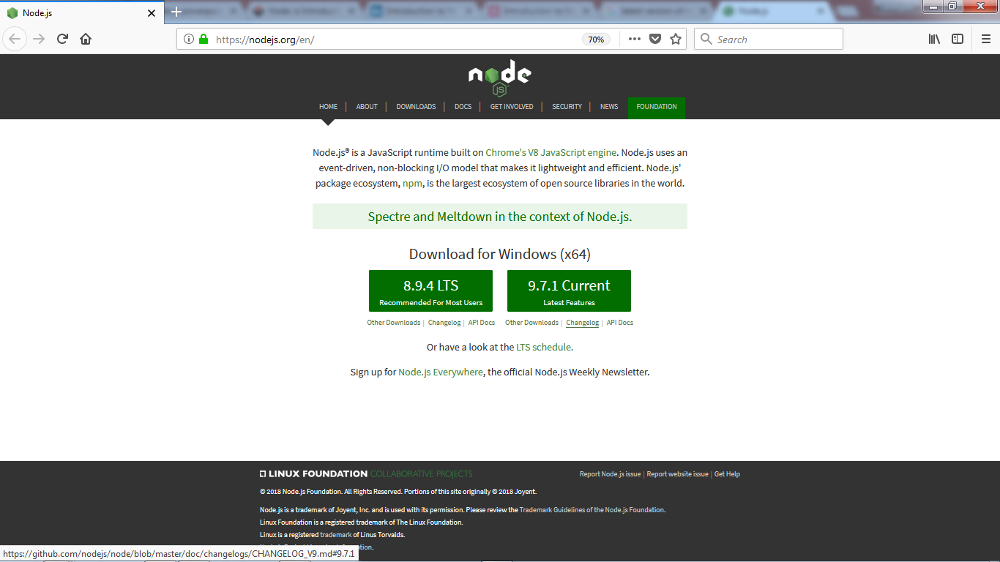 Node.js
https://nodejs.org/en/
70%
Search
node
JS
HOME
ABOUT
DOWNLOADS
DOCS
GET INVOLVED
SECURITY
NEWS
FOUNDATION
Node.js® is a JavaScript runtime built on Chrome's V8 JavaScript engine. Node.js uses an
event-driven, non-blocking I/O model that makes it lightweight and efficient. Node.js'
package ecosystem, npm, is the largest ecosystem of open source libraries in the world.
Spectre and Meltdown in the context of Node.js.
Download for Windows (x64)
8.9.4 LTS
Recommended For Most Users
9.7.1 Current
Latest Features
Other Downloads | Changelog | API Docs
Other Downloads | Changelog | API Docs
Or have a look at the LTS schedule.
Sign up for Node.js Everywhere, the official Node.js Weekly Newsletter.
LINUX FOUNDATION COLLABORATIVE PROJECTS
Report Node.js issue | Report website issue | Get Help
© 2018 Node.js Foundation. All Rights Reserved. Portions of this site originally © 2018 Joyent.
Node.js is a trademark of Joyent, Inc. and is used with its permission. Please review the Trademark Guidelines of the Node.js Foundation.
Linux Foundation is a registered trademark of The Linux Foundation.
Linux is a registered trademark of Linus Torvalds.
https://github.com/nodejs/node/blob/master/doc/changelogs/CHANGELOG_V9.md#9.7.1